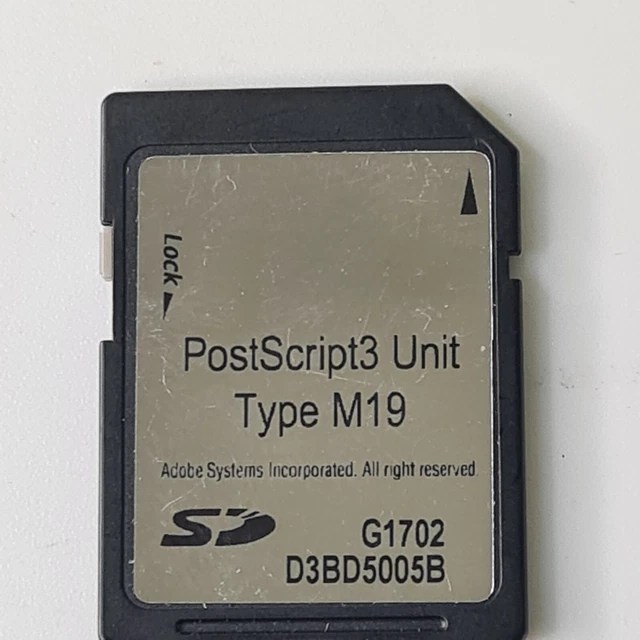 Lock
PostScript3 Unit
Type M19
Adobe Systems Incorporated. All right reserved.
SD
G1702
D3BD5005B